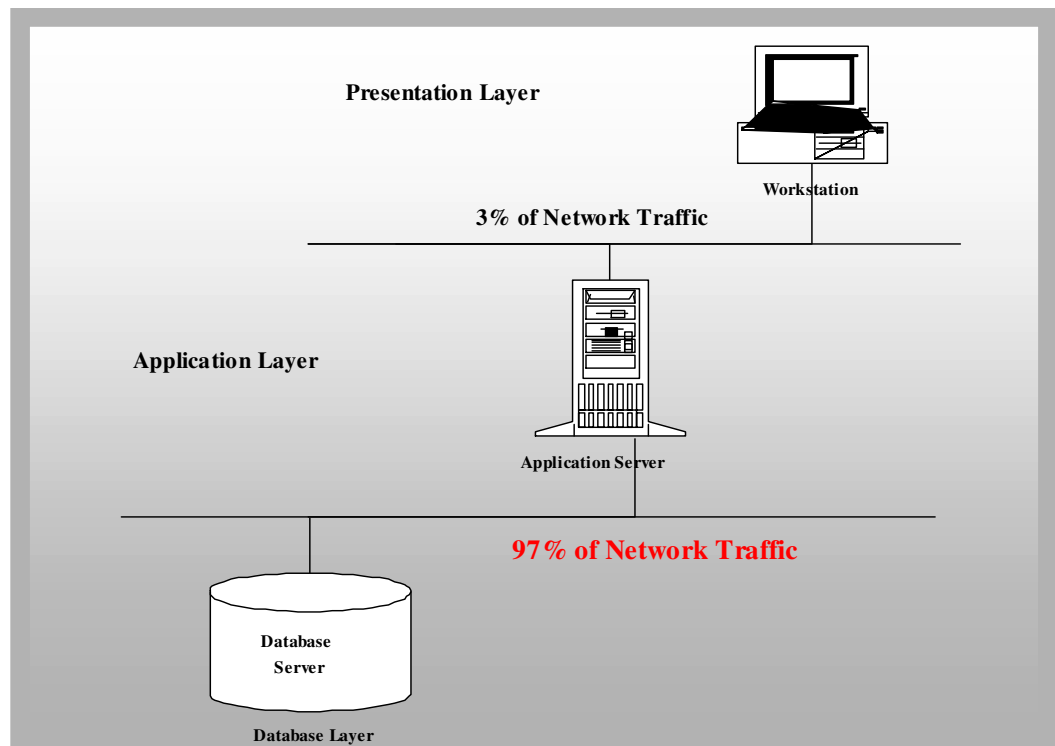 Presentation Layer
Workstation
3% of Network Traffic
Application Layer
Application Server
97% of Network Traffic
Database
Server
Database Layer